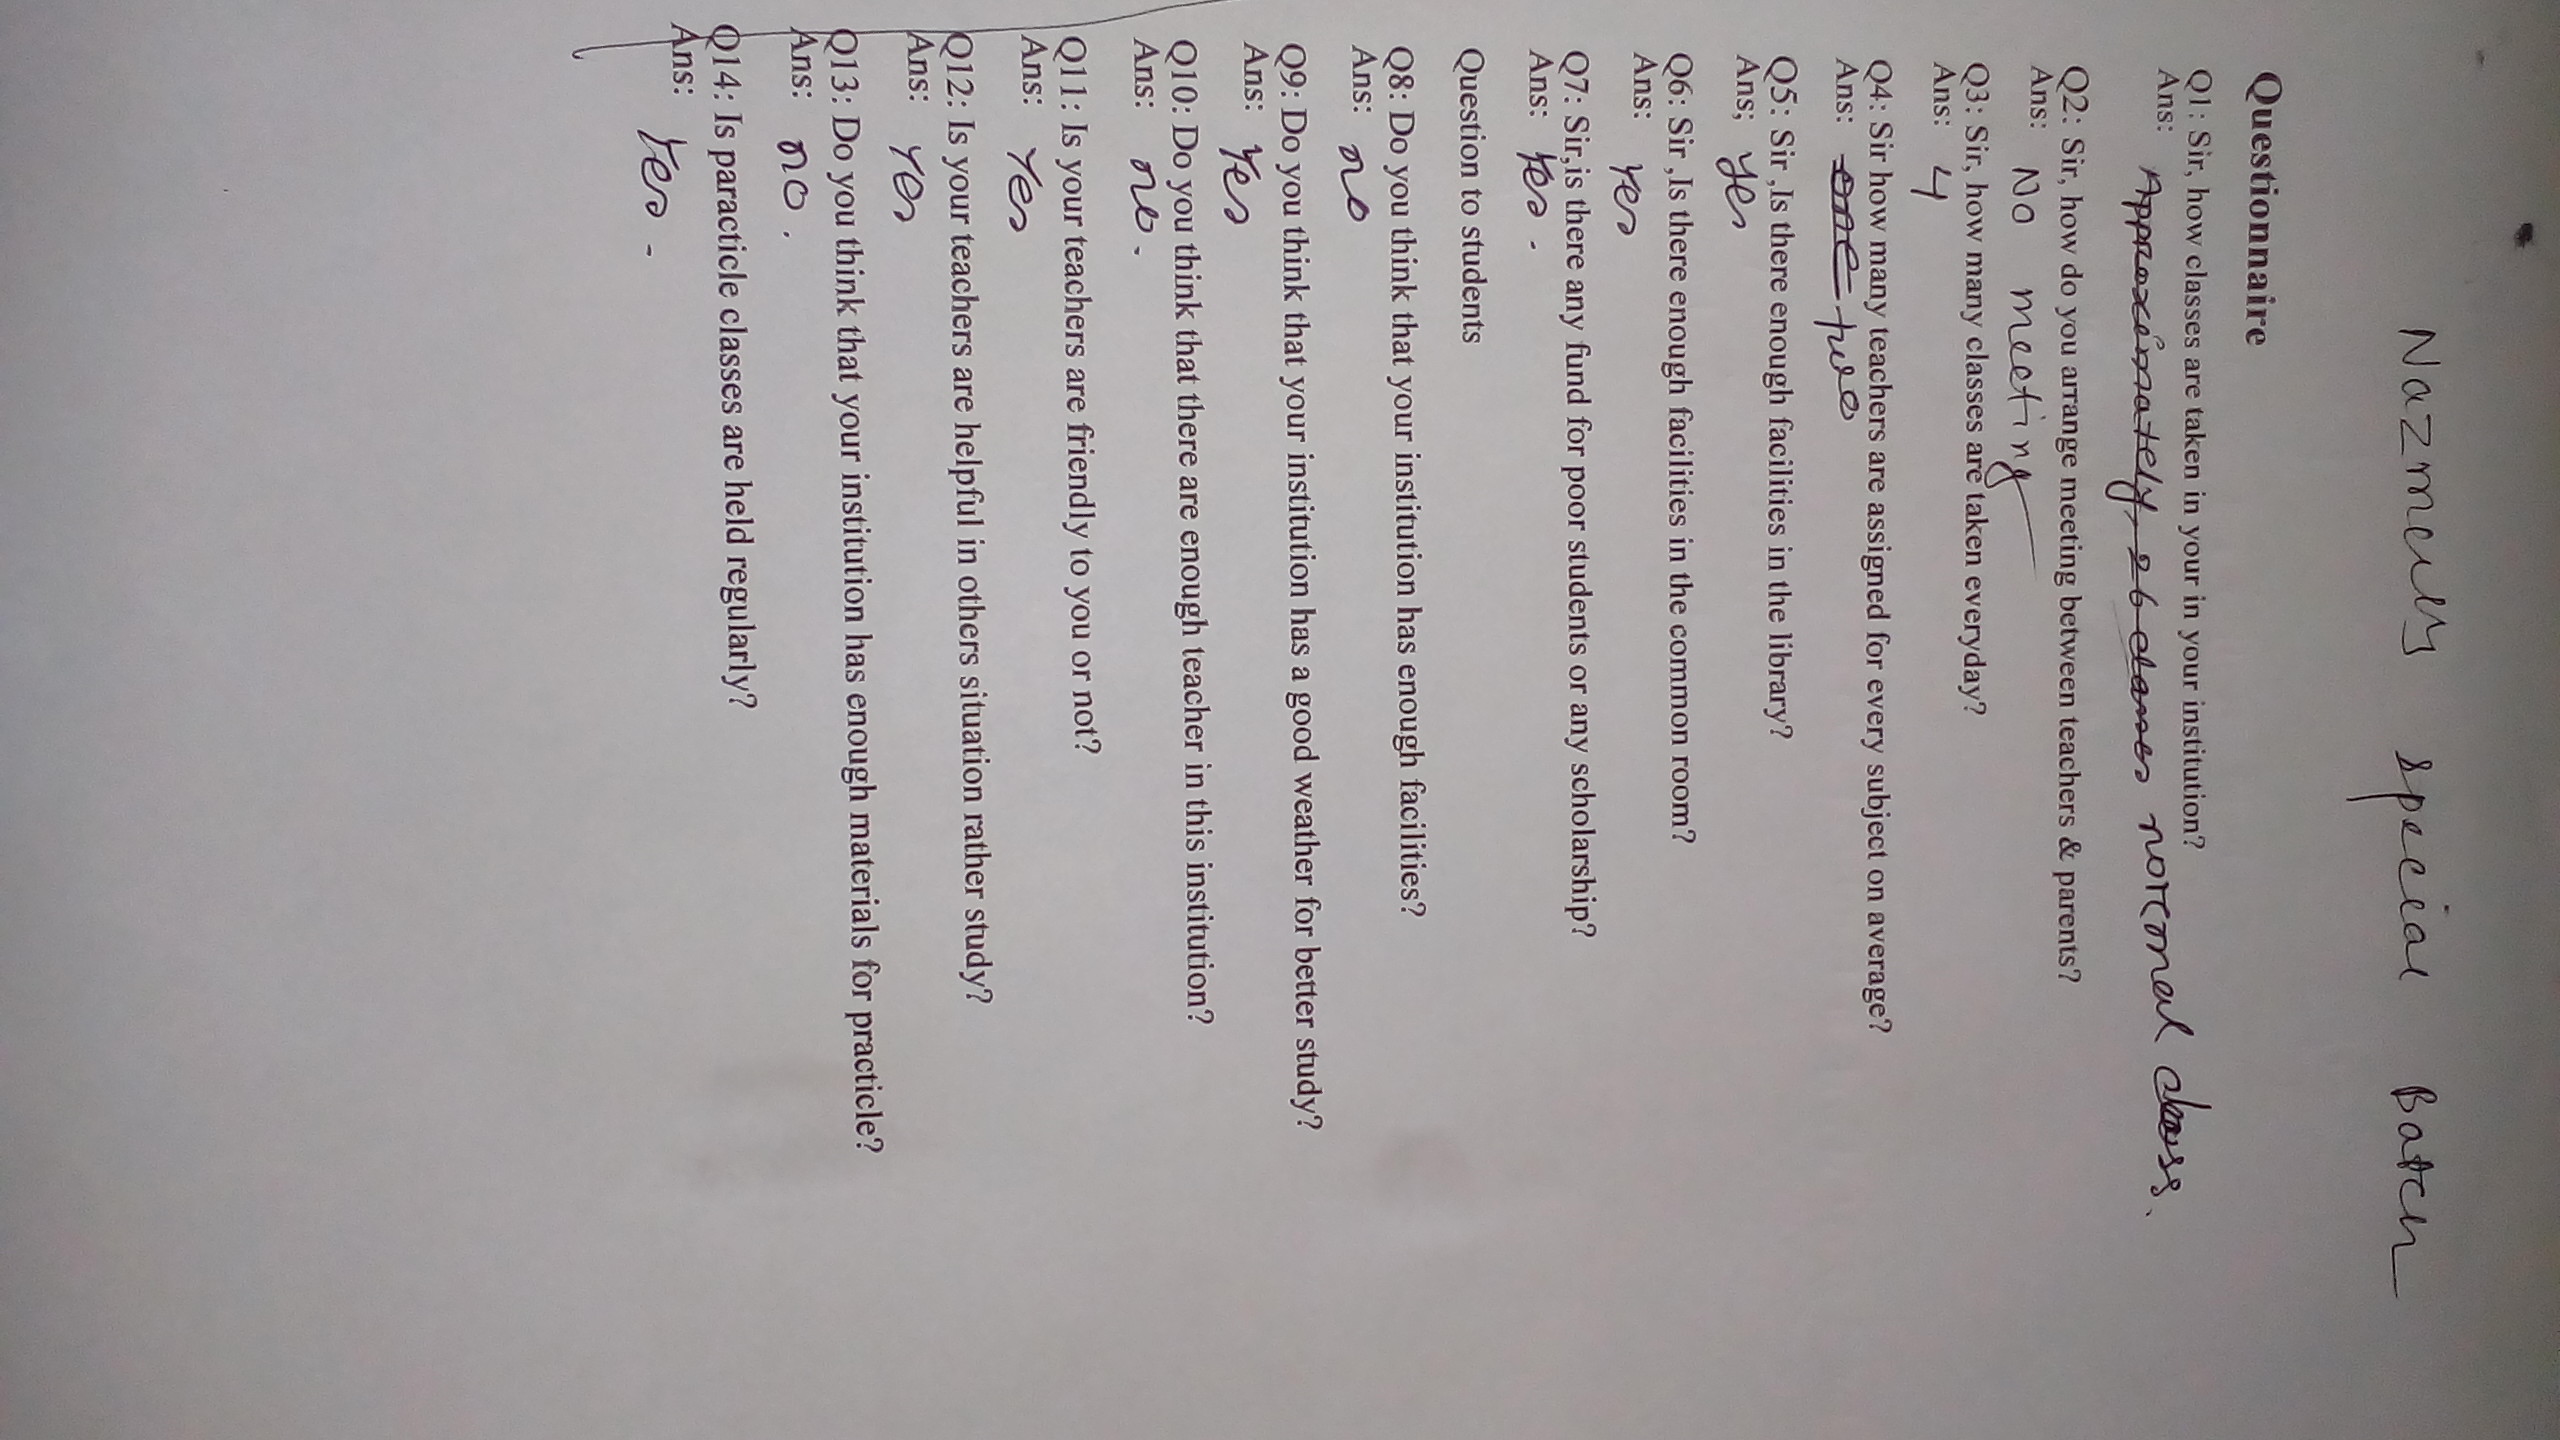 Nazmul's special Batch
Questionnaire
Q1: Sir, how classes are taken in your in your institution?
Ans: Approximately, 26 classes normal class.
Q2: Sir, how do you arrange meeting between teachers & parents?
Ans: No meeting
Q3: Sir, how many classes are taken everyday?
Ans: 4
Q4: Sir how many teachers are assigned for every subject on average?
Ans: one two
Q5: Sir ,Is there enough facilities in the library?
Ans; yes
Q6: Sir ,Is there enough facilities in the common room?
Ans: Yes
Q7: Sir,is there any fund for poor students or any scholarship?
Ans: Yes.
Question to students
Q8: Do you think that your institution has enough facilities?
Ans: no
Q9: Do you think that your institution has a good weather for better study?
Ans: Yes
Q10: Do you think that there are enough teacher in this institution?
Ans: no.
Q11: Is your teachers are friendly to you or not?
Ans: Yes
Q12: Is your teachers are helpful in others situation rather study?
Ans: Yes
Q13: Do you think that your institution has enough materials for practicle?
Ans: no.
Q14: Is paracticle classes are held regularly?
Ans: Yes.